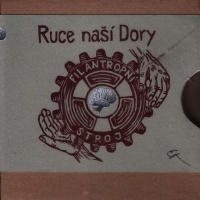 Ruce naší Dory
FILANTROPNÍ
STROJ